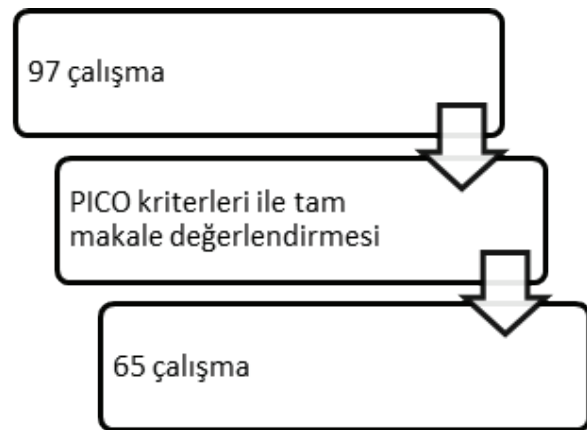 97 çalışma
PICO kriterleri ile tam
makale değerlendirmesi
65 çalışma